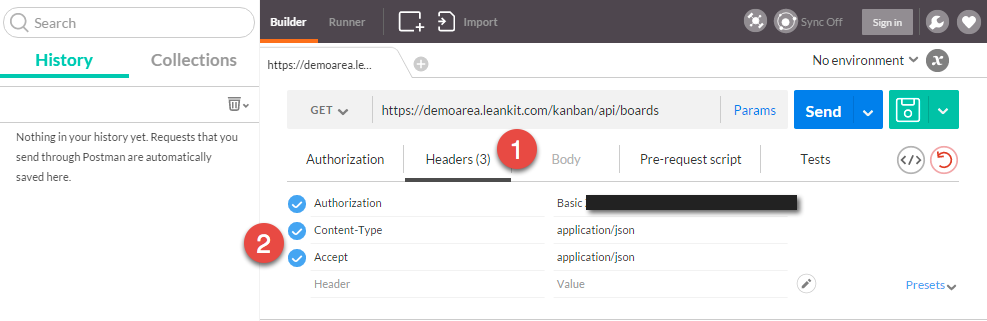 Search
Builder
Runner
Import
Sync Off
Sign in
History
Collections
https://demoarea.le...
No environment
x
Nothing in your history yet. Requests that
you send through Postman are automatically
saved here.
GET
https://demoarea.leankit.com/kanban/api/boards
Params
Send
1
Authorization
Headers (3)
Body
Pre-request script
Tests
</>
2
Authorization
Basic
Content-Type
application/json
Accept
application/json
Header
Value
Presets